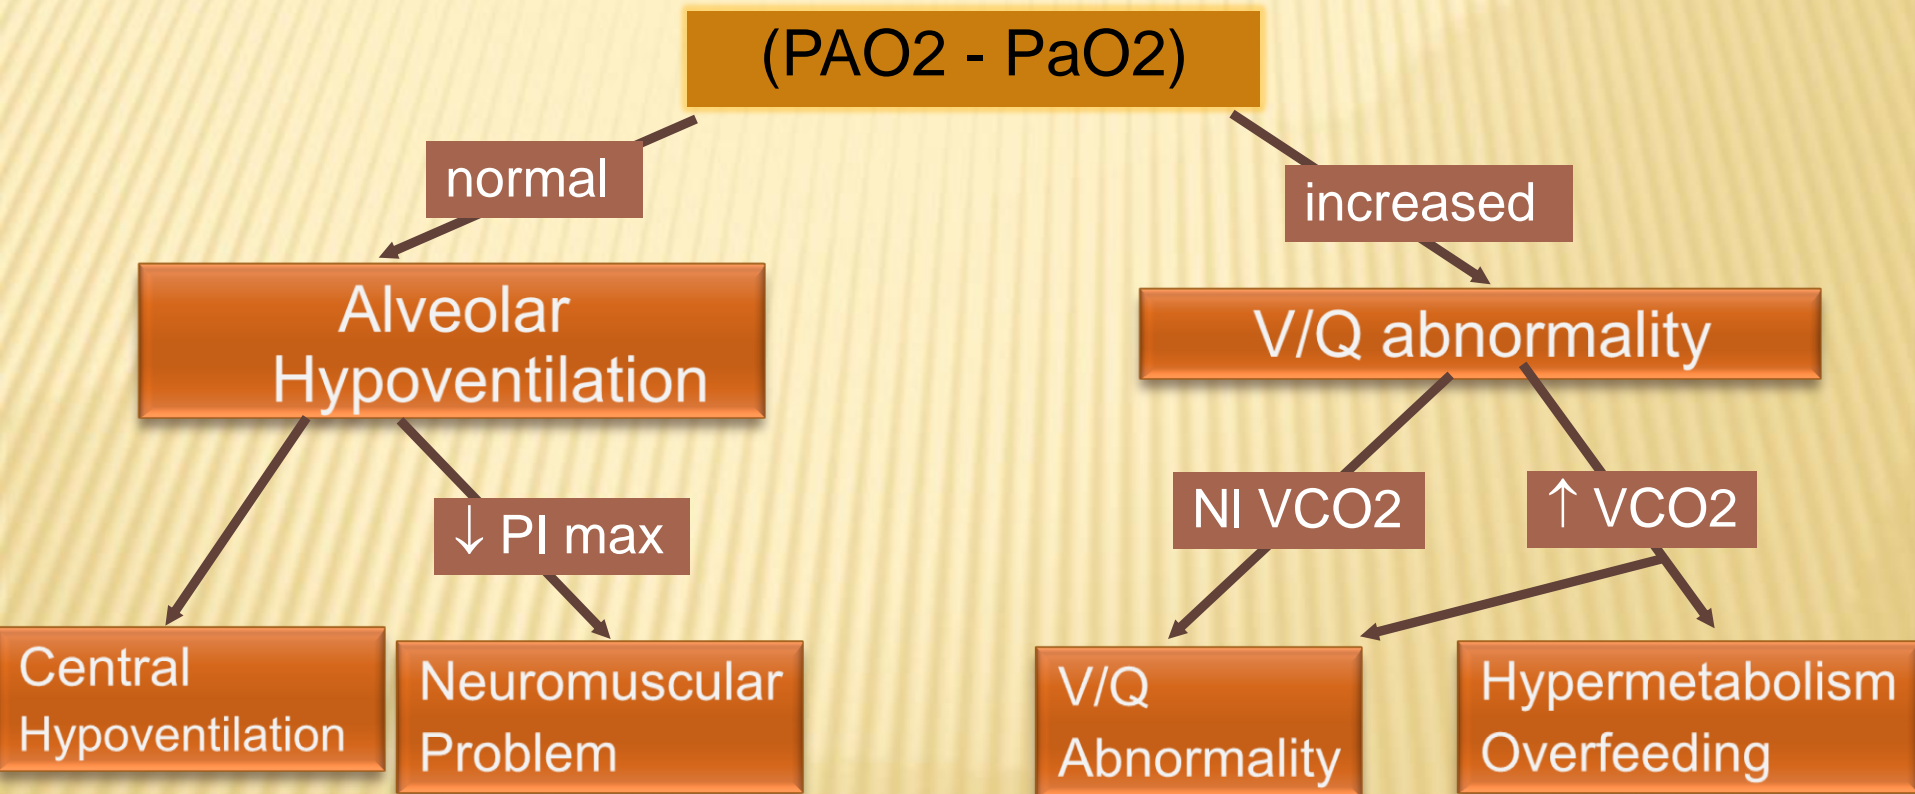 (PAO2 - PaO2)
normal
increased
Alveolar
Hypoventilation
V/Q abnormality
↓ PI max
Nl VCO2
↑ VCO2
Central
Hypoventilation
Neuromuscular
Problem
V/Q
Abnormality
Hypermetabolism
Overfeeding